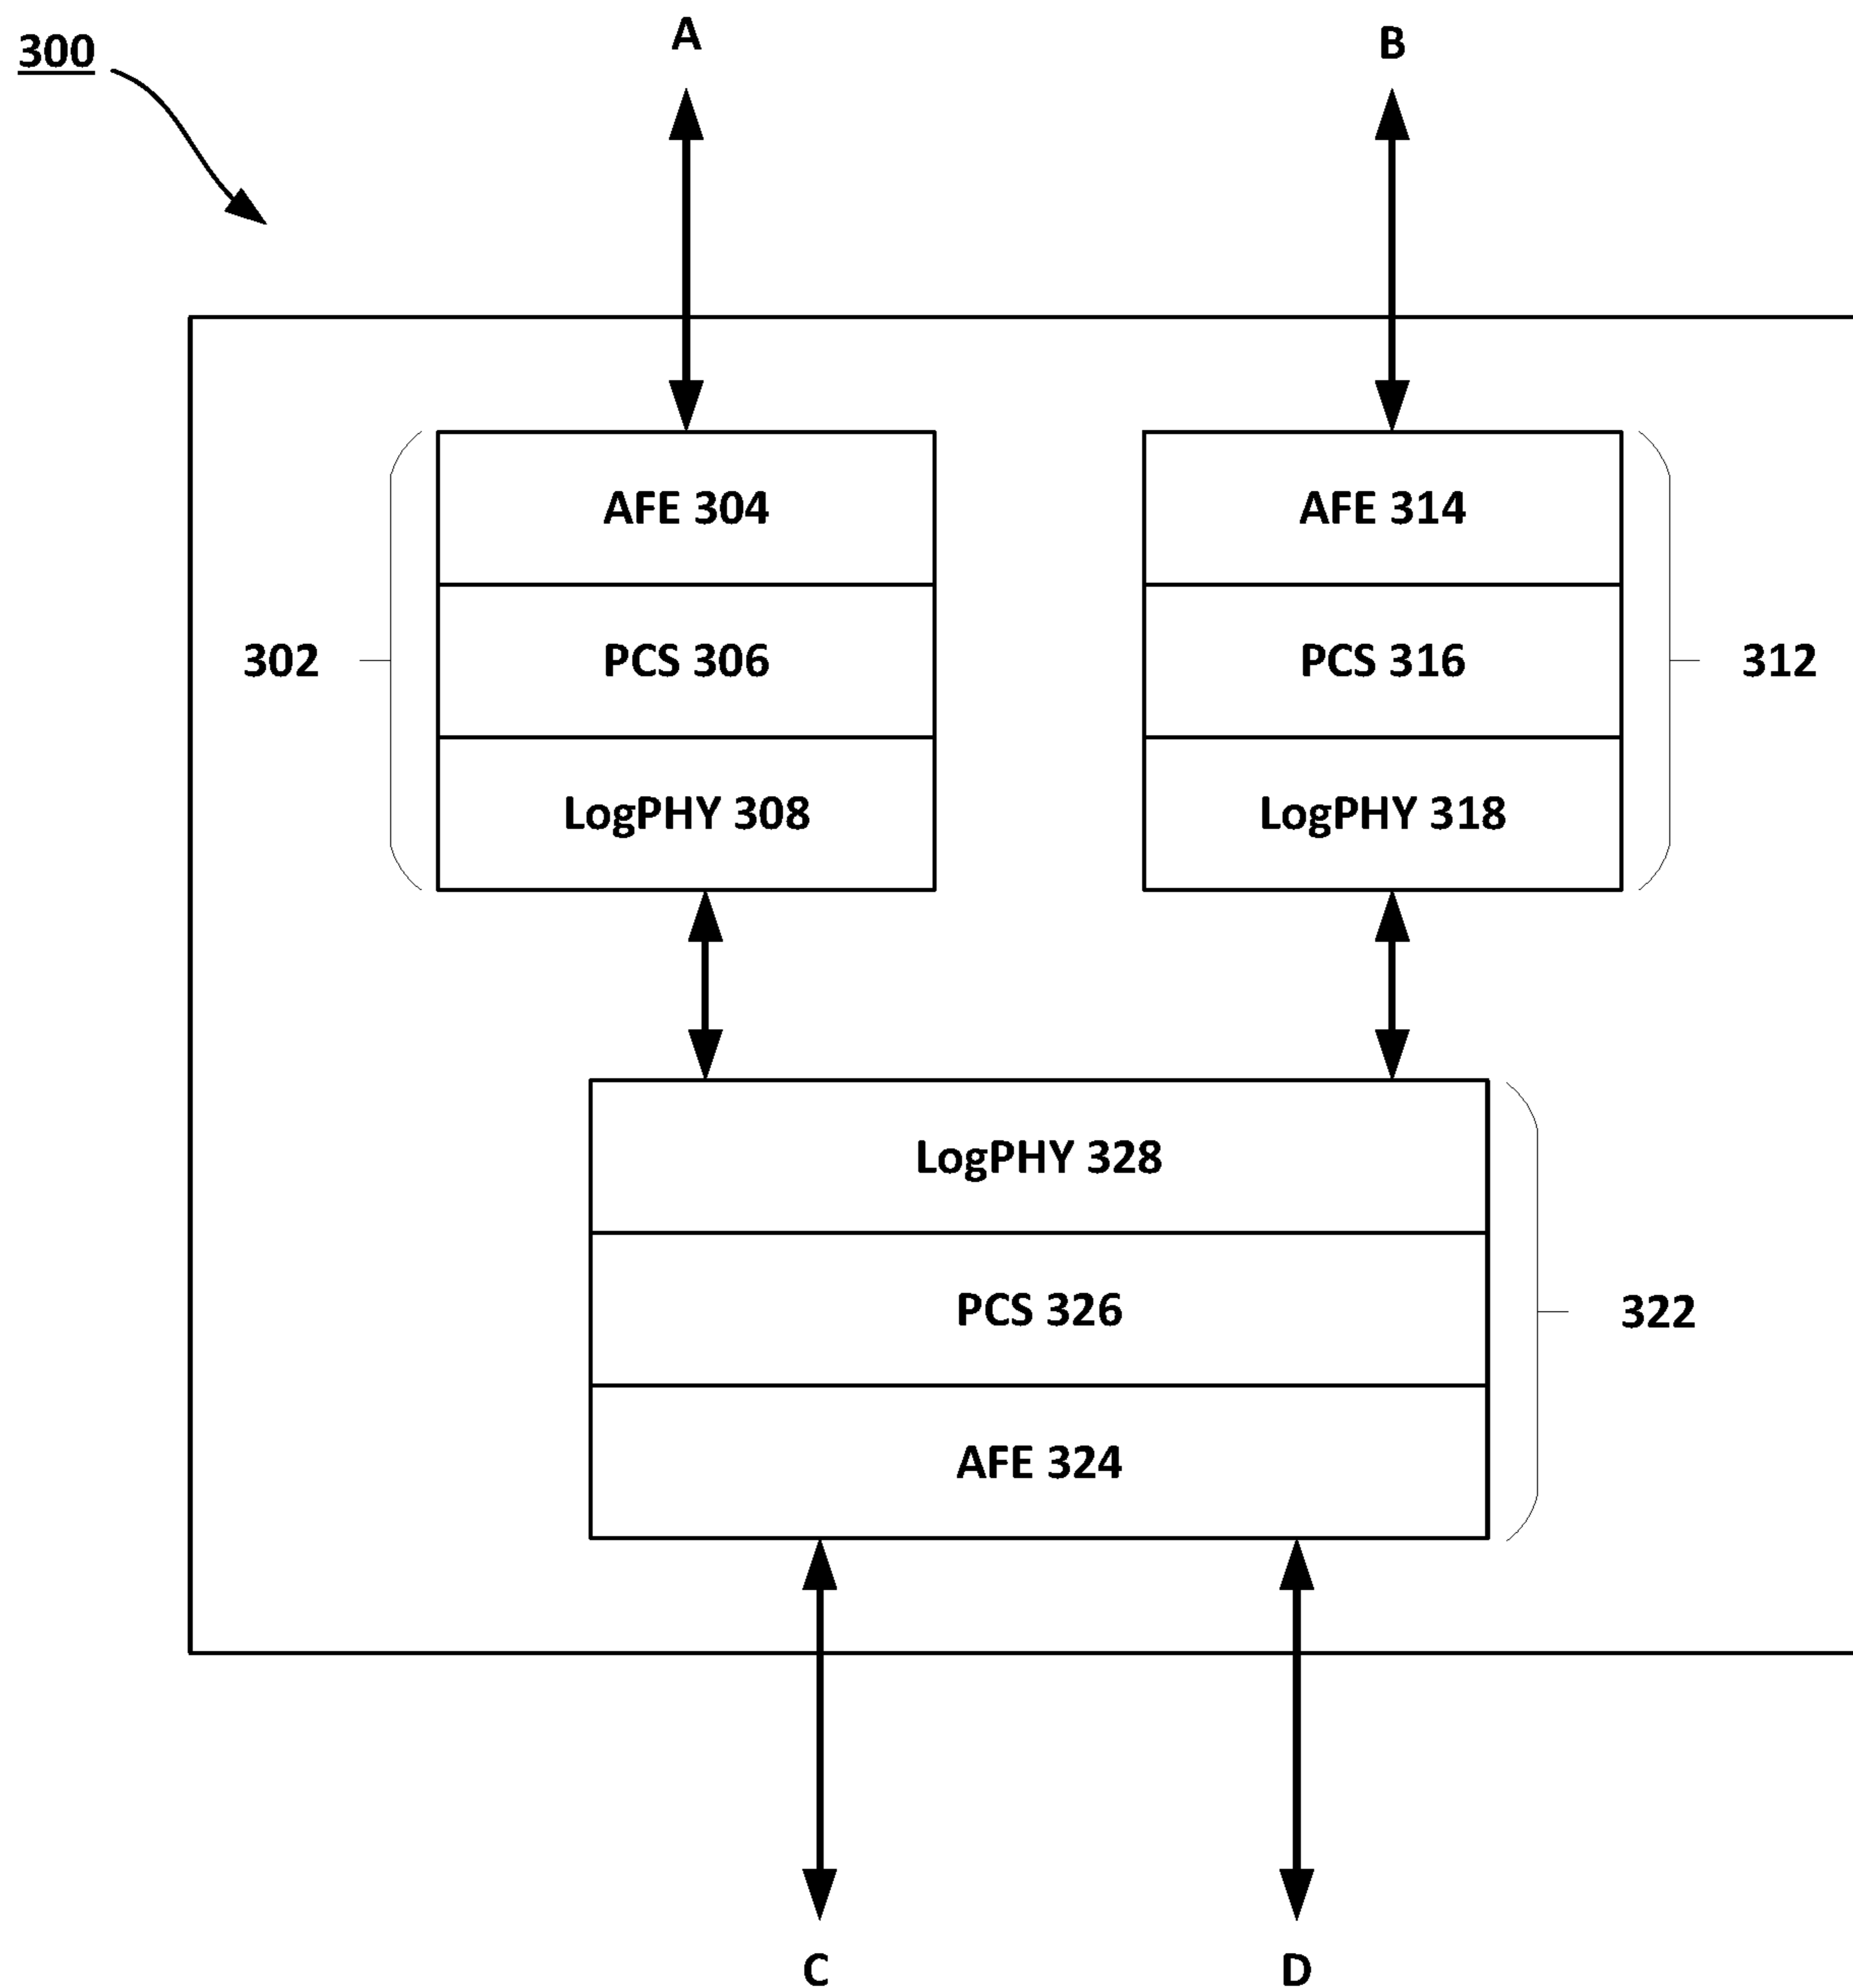 300
A
B
AFE 304
AFE 314
302
PCS 306
PCS 316
312
LogPHY 308
LogPHY 318
LogPHY 328
PCS 326
322
AFE 324
C
D